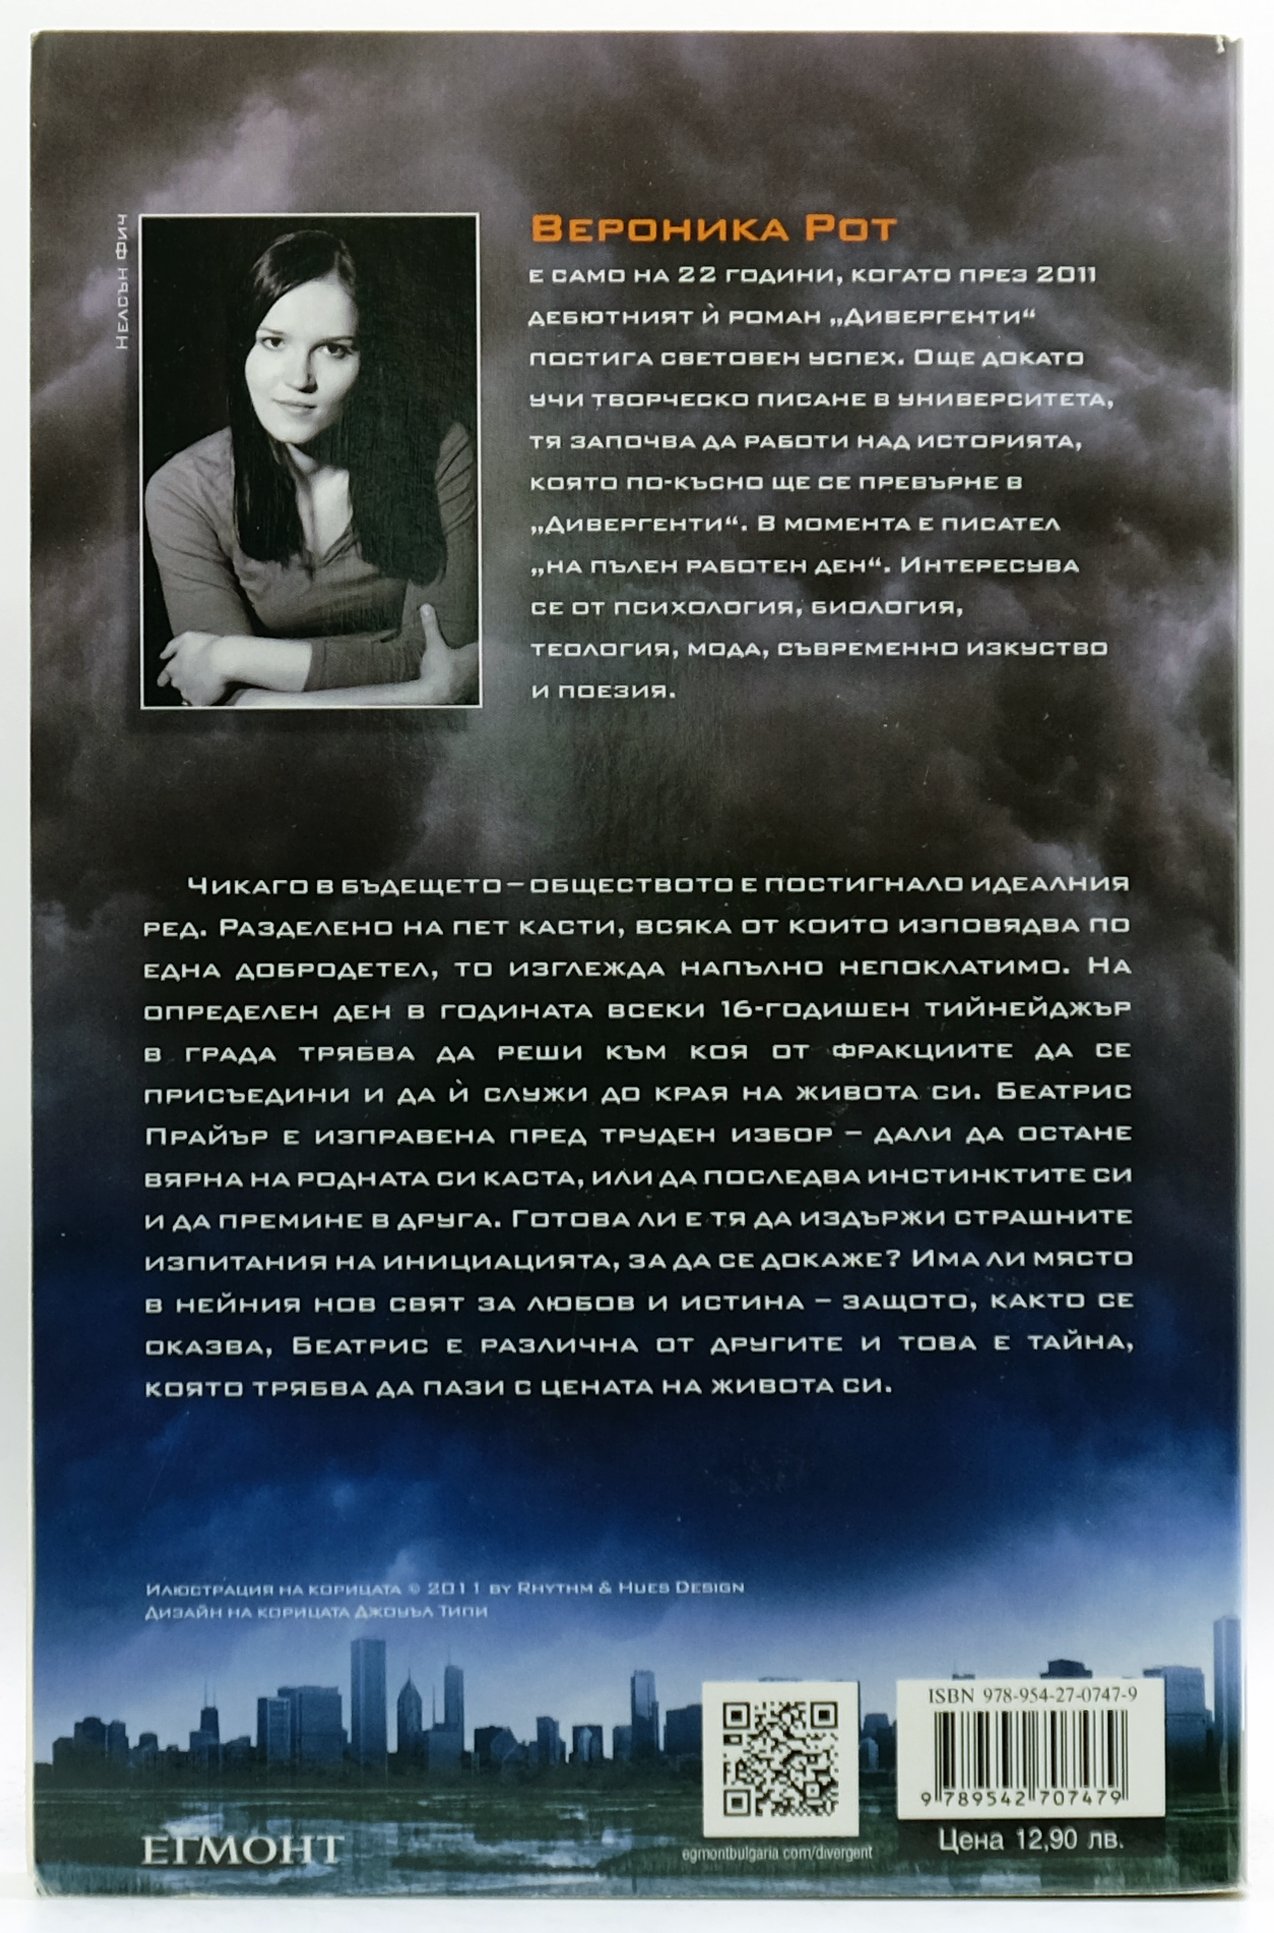 НЕЛСЪН ФИЧ
ВЕРОНИКА РОТ
Е САМО НА 22 ГОДИНИ, КОГАТО ПРЕЗ 2011
ДЕБЮТНИЯТ Ѝ РОМАН „ДИВЕРГЕНТИ“
ПОСТИГА СВЕТОВЕН УСПЕХ. ОЩЕ ДОКАТО
УЧИ ТВОРЧЕСКО ПИСАНЕ В УНИВЕРСИТЕТА,
ТЯ ЗАПОЧВА ДА РАБОТИ НАД ИСТОРИЯТА,
КОЯТО ПО-КЪСНО ЩЕ СЕ ПРЕВЪРНЕ В
„ДИВЕРГЕНТИ“. В МОМЕНТА Е ПИСАТЕЛ
„НА ПЪЛЕН РАБОТЕН ДЕН“. ИНТЕРЕСУВА
СЕ ОТ ПСИХОЛОГИЯ, БИОЛОГИЯ,
ТЕОЛОГИЯ, МОДА, СЪВРЕМЕННО ИЗКУСТВО
И ПОЕЗИЯ.
ЧИКАГО В БЪДЕЩЕТО – ОБЩЕСТВОТО Е ПОСТИГНАЛО ИДЕАЛНИЯ
РЕД. РАЗДЕЛЕНО НА ПЕТ КАСТИ, ВСЯКА ОТ КОИТО ИЗПОВЯДВА ПО
ЕДНА ДОБРОДЕТЕЛ, ТО ИЗГЛЕЖДА НАПЪЛНО НЕПОКЛАТИМО. НА
ОПРЕДЕЛЕН ДЕН В ГОДИНАТА ВСЕКИ 16-ГОДИШЕН ТИЙНЕЙДЖЪР
В ГРАДА ТРЯБВА ДА РЕШИ КЪМ КОЯ ОТ ФРАКЦИИТЕ ДА СЕ
ПРИСЪЕДИНИ И ДА Ѝ СЛУЖИ ДО КРАЯ НА ЖИВОТА СИ. БЕАТРИС
ПРАЙЪР Е ИЗПРАВЕНА ПРЕД ТРУДЕН ИЗБОР – ДАЛИ ДА ОСТАНЕ
ВЯРНА НА РОДНАТА СИ КАСТА, ИЛИ ДА ПОСЛЕДВА ИНСТИНКТИТЕ СИ
И ДА ПРЕМИНЕ В ДРУГА. ГОТОВА ЛИ Е ТЯ ДА ИЗДЪРЖИ СТРАШНИТЕ
ИЗПИТАНИЯ НА ИНИЦИАЦИЯТА, ЗА ДА СЕ ДОКАЖЕ? ИМА ЛИ МЯСТО
В НЕЙНИЯ НОВ СВЯТ ЗА ЛЮБОВ И ИСТИНА – ЗАЩОТО, КАКТО СЕ
ОКАЗВА, БЕАТРИС Е РАЗЛИЧНА ОТ ДРУГИТЕ И ТОВА Е ТАЙНА,
КОЯТО ТРЯБВА ДА ПАЗИ С ЦЕНАТА НА ЖИВОТА СИ.
ИЛЮСТРАЦИЯ НА КОРИЦАТА © 2011 BY RHYTHM & HUES DESIGN
ДИЗАЙН НА КОРИЦАТА ДЖОУЪЛ ТИПИ
ISBN 978-954-27-0747-9
9 789542 707479
Цена 12,90 лв.
egmontbulgaria.com/divergent
ЕГМОНТ